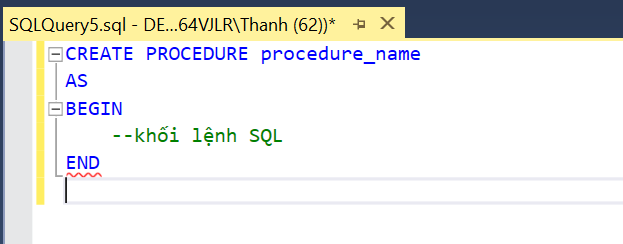 SQLQuery5.sql - DE...64VJLR\Thanh (62))*
CREATE PROCEDURE procedure_name
AS
BEGIN
--khối lệnh SQL
END